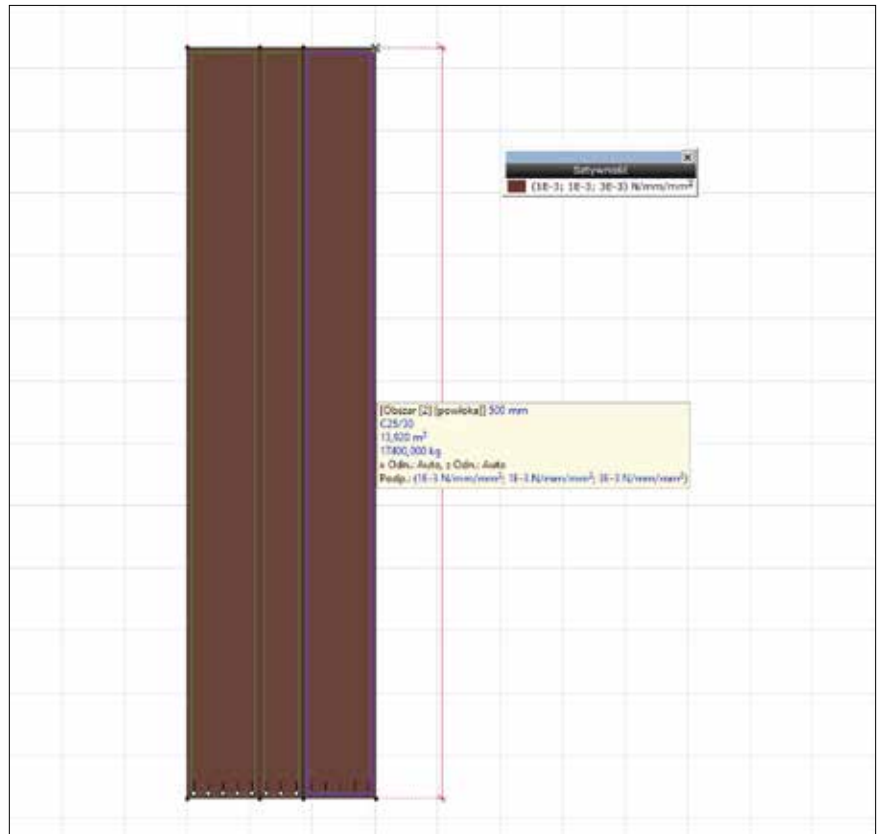 Sztywność
(1E-3; 1E-3; 3E-3) N/mm/mm²
[Obszar [2] [powłoka]] 500 mm
C25/30
13,920 m²
17400,000 kg
x Odn.: Auto, z Odn.: Auto
Podp.: (1E-3 N/mm/mm²; 1E-3 N/mm/mm²; 3E-3 N/mm/mm²)